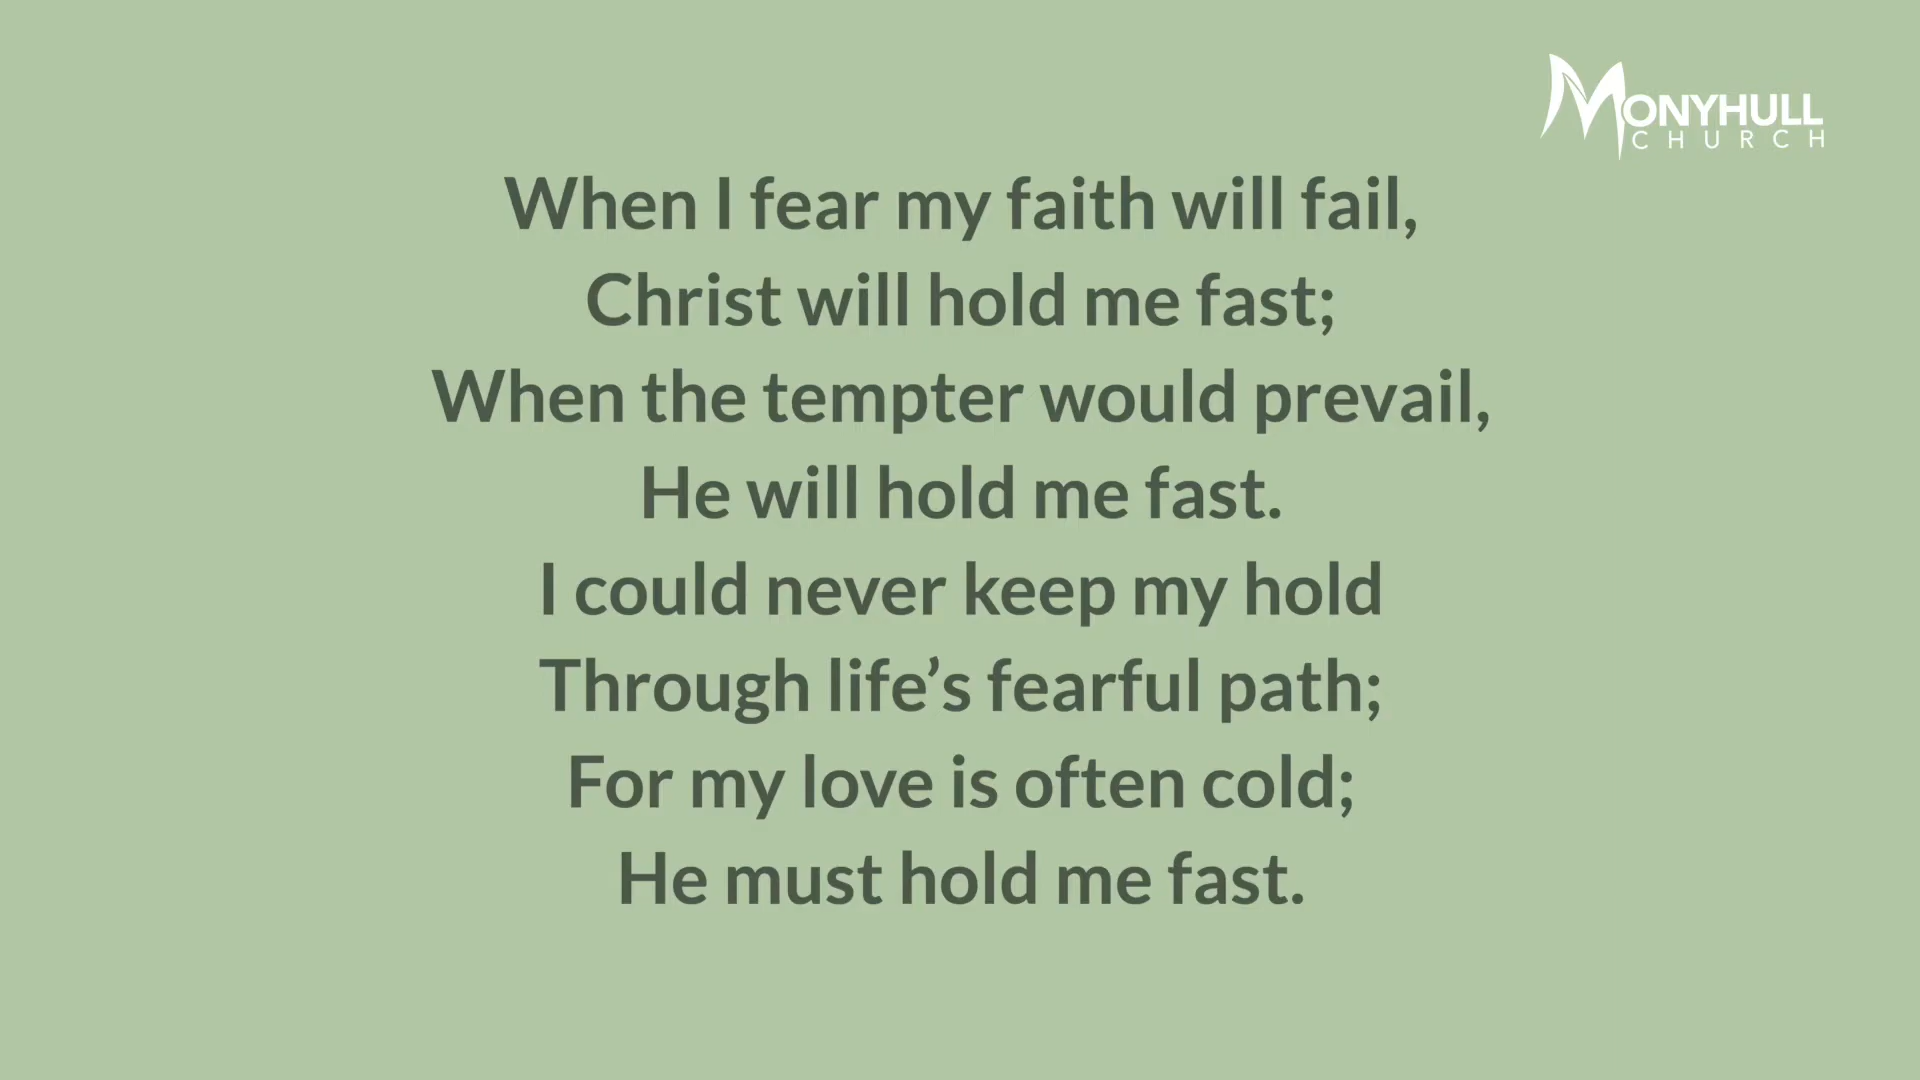 MONYHULL
CHURCH
When I fear my faith will fail,
Christ will hold me fast;
When the tempter would prevail,
He will hold me fast.
I could never keep my hold
Through life’s fearful path;
For my love is often cold;
He must hold me fast.